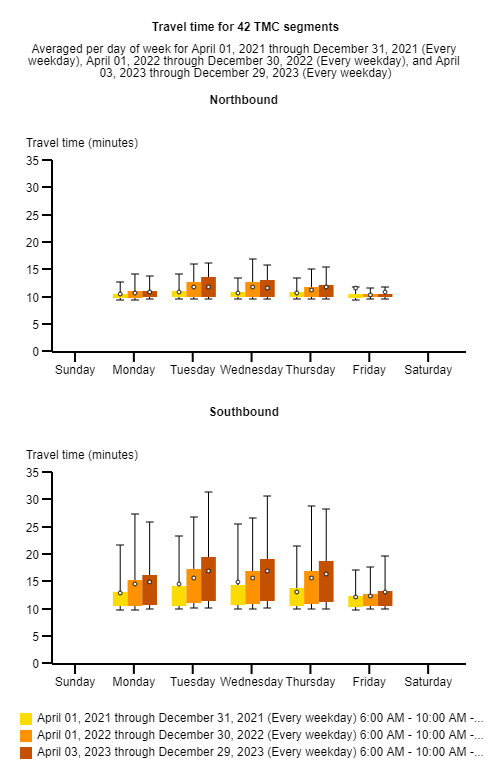 Travel time for 42 TMC segments
Averaged per day of week for April 01, 2021 through December 31, 2021 (Every
weekday), April 01, 2022 through December 30, 2022 (Every weekday), and April
03, 2023 through December 29, 2023 (Every weekday)
Northbound
Travel time (minutes)
35
30
25
20
15
10
5
0
Sunday Monday Tuesday Wednesday Thursday Friday Saturday
Southbound
Travel time (minutes)
35
30
25
20
15
10
5
0
Sunday Monday Tuesday Wednesday Thursday Friday Saturday
April 01, 2021 through December 31, 2021 (Every weekday) 6:00 AM - 10:00 AM -...
April 01, 2022 through December 30, 2022 (Every weekday) 6:00 AM - 10:00 AM -...
April 03, 2023 through December 29, 2023 (Every weekday) 6:00 AM - 10:00 AM -...